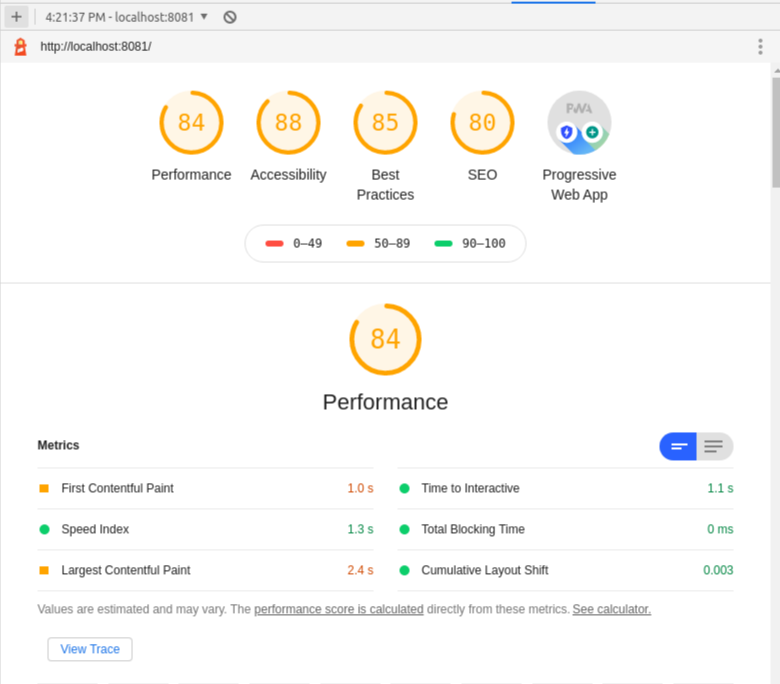 4:21:37 PM - localhost:8081
http://localhost:8081/
84
88
85
80
PWA
Performance
Accessibility
Best
Practices
SEO
Progressive
Web App
0–49
50–89
90–100
84
Performance
Metrics
First Contentful Paint 1.0 s
Time to Interactive 1.1 s
Speed Index 1.3 s
Total Blocking Time 0 ms
Largest Contentful Paint 2.4 s
Cumulative Layout Shift 0.003
Values are estimated and may vary. The performance score is calculated directly from these metrics. See calculator.
View Trace